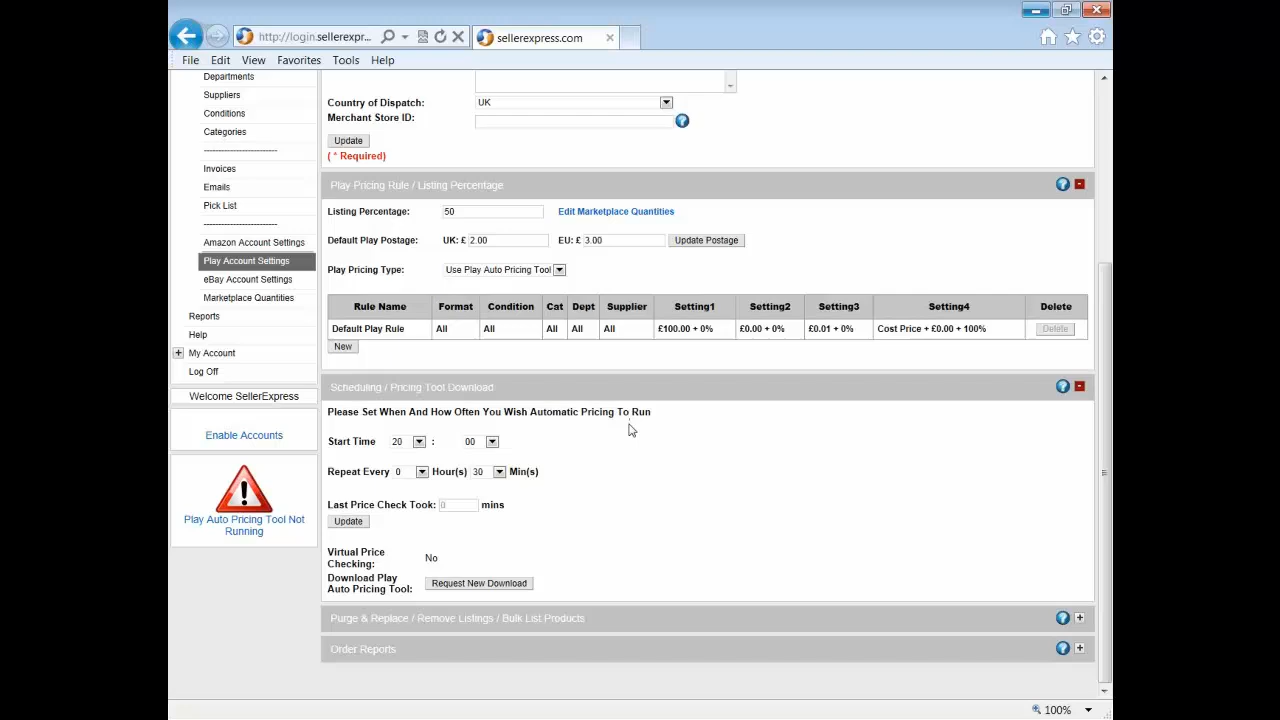 http://login.sellerexpr...
sellerexpress.com
File Edit View Favorites Tools Help
Departments
Suppliers
Conditions
Categories
------------------------
Invoices
Emails
Pick List
------------------------
Amazon Account Settings
Play Account Settings
eBay Account Settings
Marketplace Quantities
Reports
Help
My Account
Log Off
Welcome SellerExpress
Enable Accounts
Play Auto Pricing Tool Not
Running
Country of Dispatch: UK
Merchant Store ID:
Update
( * Required)
Play Pricing Rule / Listing Percentage
Listing Percentage: 50 Edit Marketplace Quantities
Default Play Postage: UK: £ 2.00 EU: £ 3.00 Update Postage
Play Pricing Type: Use Play Auto Pricing Tool
Rule Name Format Condition Cat Dept Supplier Setting1 Setting2 Setting3 Setting4 Delete
Default Play Rule All All All All All £100.00 + 0% £0.00 + 0% £0.01 + 0% Cost Price + £0.00 + 100% Delete
New
Scheduling / Pricing Tool Download
Please Set When And How Often You Wish Automatic Pricing To Run
Start Time 20 : 00
Repeat Every 0 Hour(s) 30 Min(s)
Last Price Check Took: 0 mins
Update
Virtual Price
Checking: No
Download Play
Auto Pricing Tool: Request New Download
Purge & Replace / Remove Listings / Bulk List Products
Order Reports
100%